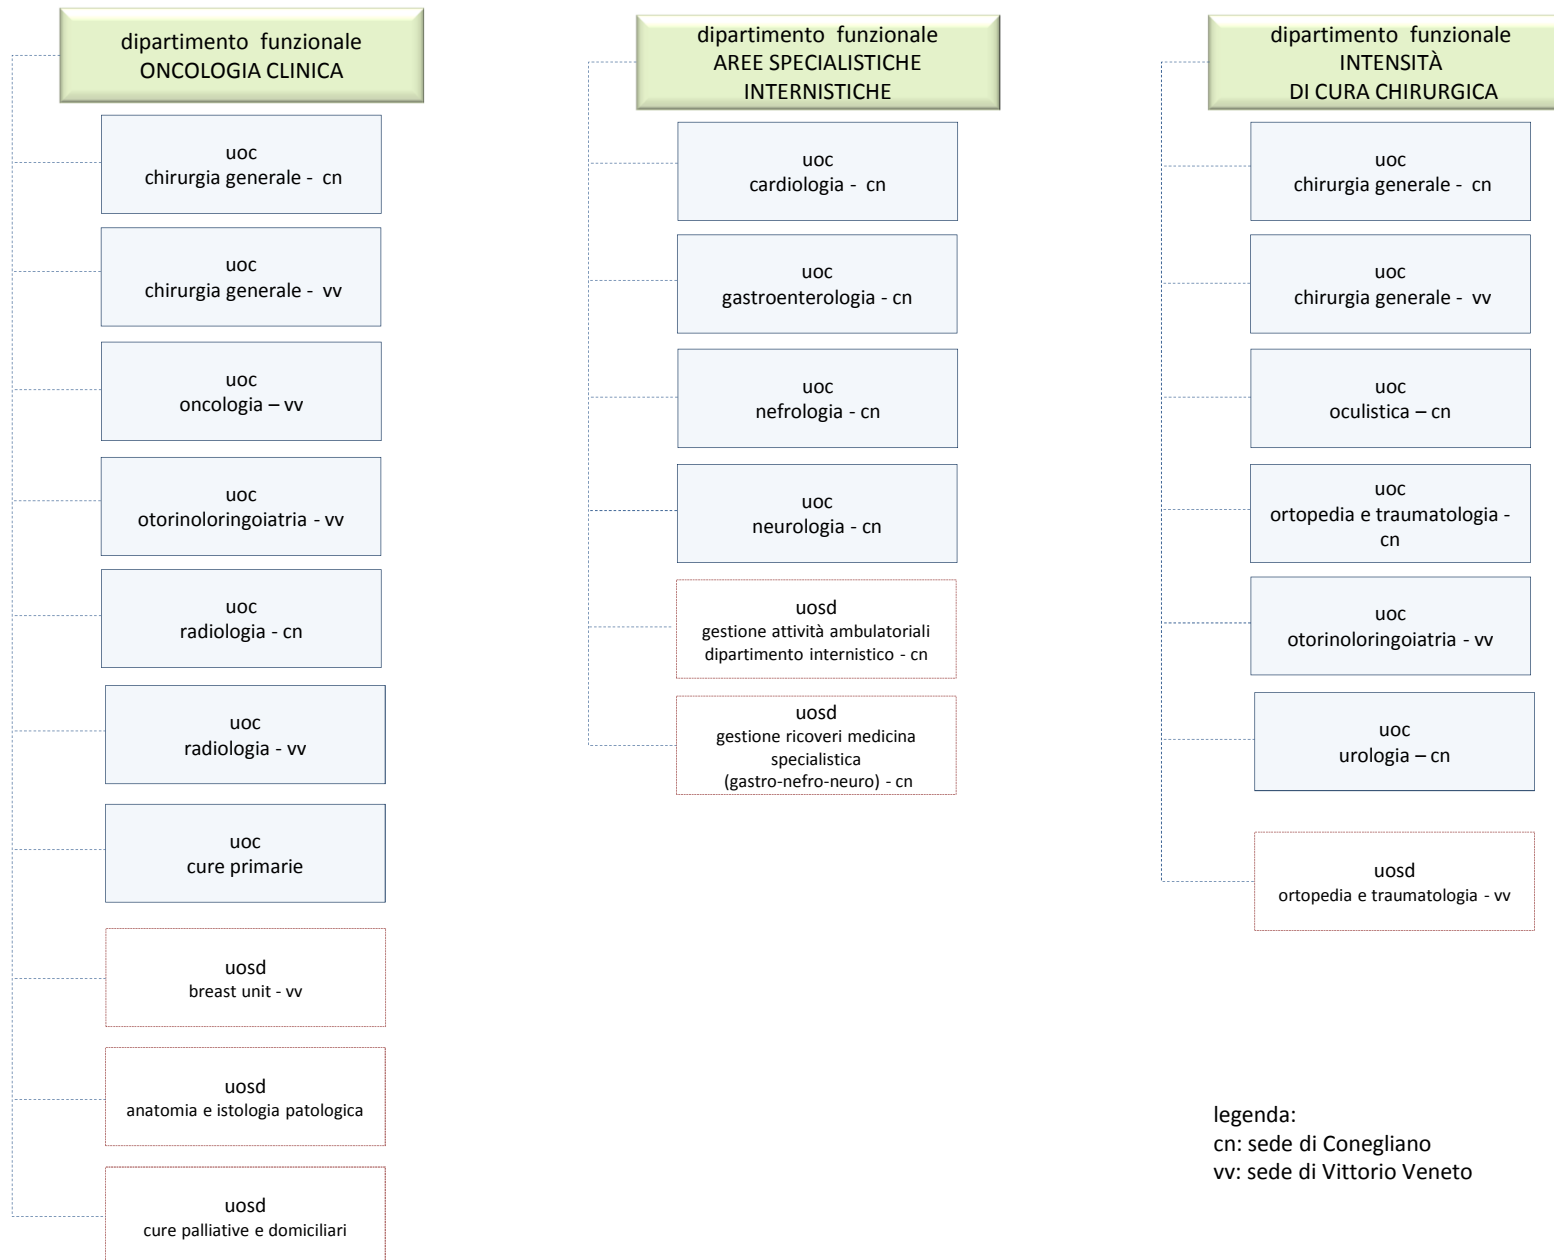 dipartimento funzionale
ONCOLOGIA CLINICA
uoc
chirurgia generale - cn
uoc
chirurgia generale - vv
uoc
oncologia – vv
uoc
otorinoloringoiatria - vv
uoc
radiologia - cn
uoc
radiologia - vv
uoc
cure primarie
uosd
breast unit - vv
uosd
anatomia e istologia patologica
uosd
cure palliative e domiciliari
dipartimento funzionale
AREE SPECIALISTICHE
INTERNISTICHE
uoc
cardiologia - cn
uoc
gastroenterologia - cn
uoc
nefrologia - cn
uoc
neurologia - cn
uosd
gestione attività ambulatoriali
dipartimento internistico - cn
uosd
gestione ricoveri medicina
specialistica
(gastro-nefro-neuro) - cn
dipartimento funzionale
INTENSITÀ
DI CURA CHIRURGICA
uoc
chirurgia generale - cn
uoc
chirurgia generale - vv
uoc
oculistica – cn
uoc
ortopedia e traumatologia -
cn
uoc
otorinoloringoiatria - vv
uoc
urologia – cn
uosd
ortopedia e traumatologia - vv
legenda:
cn: sede di Conegliano
vv: sede di Vittorio Veneto